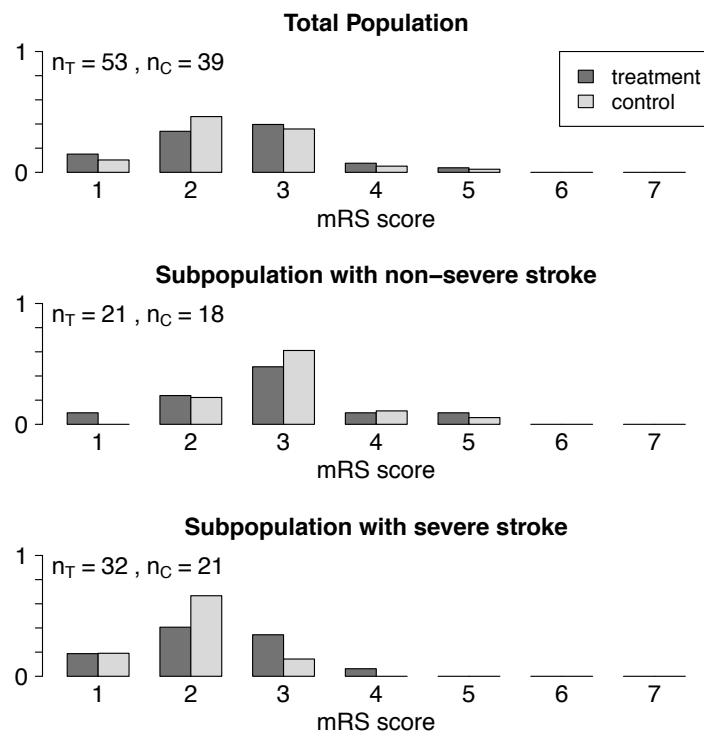 Total Population
1
n_T = 53 , n_C = 39
treatment
control
0
1 2 3 4 5 6 7
mRS score
Subpopulation with non−severe stroke
1
n_T = 21 , n_C = 18
0
1 2 3 4 5 6 7
mRS score
Subpopulation with severe stroke
1
n_T = 32 , n_C = 21
0
1 2 3 4 5 6 7
mRS score